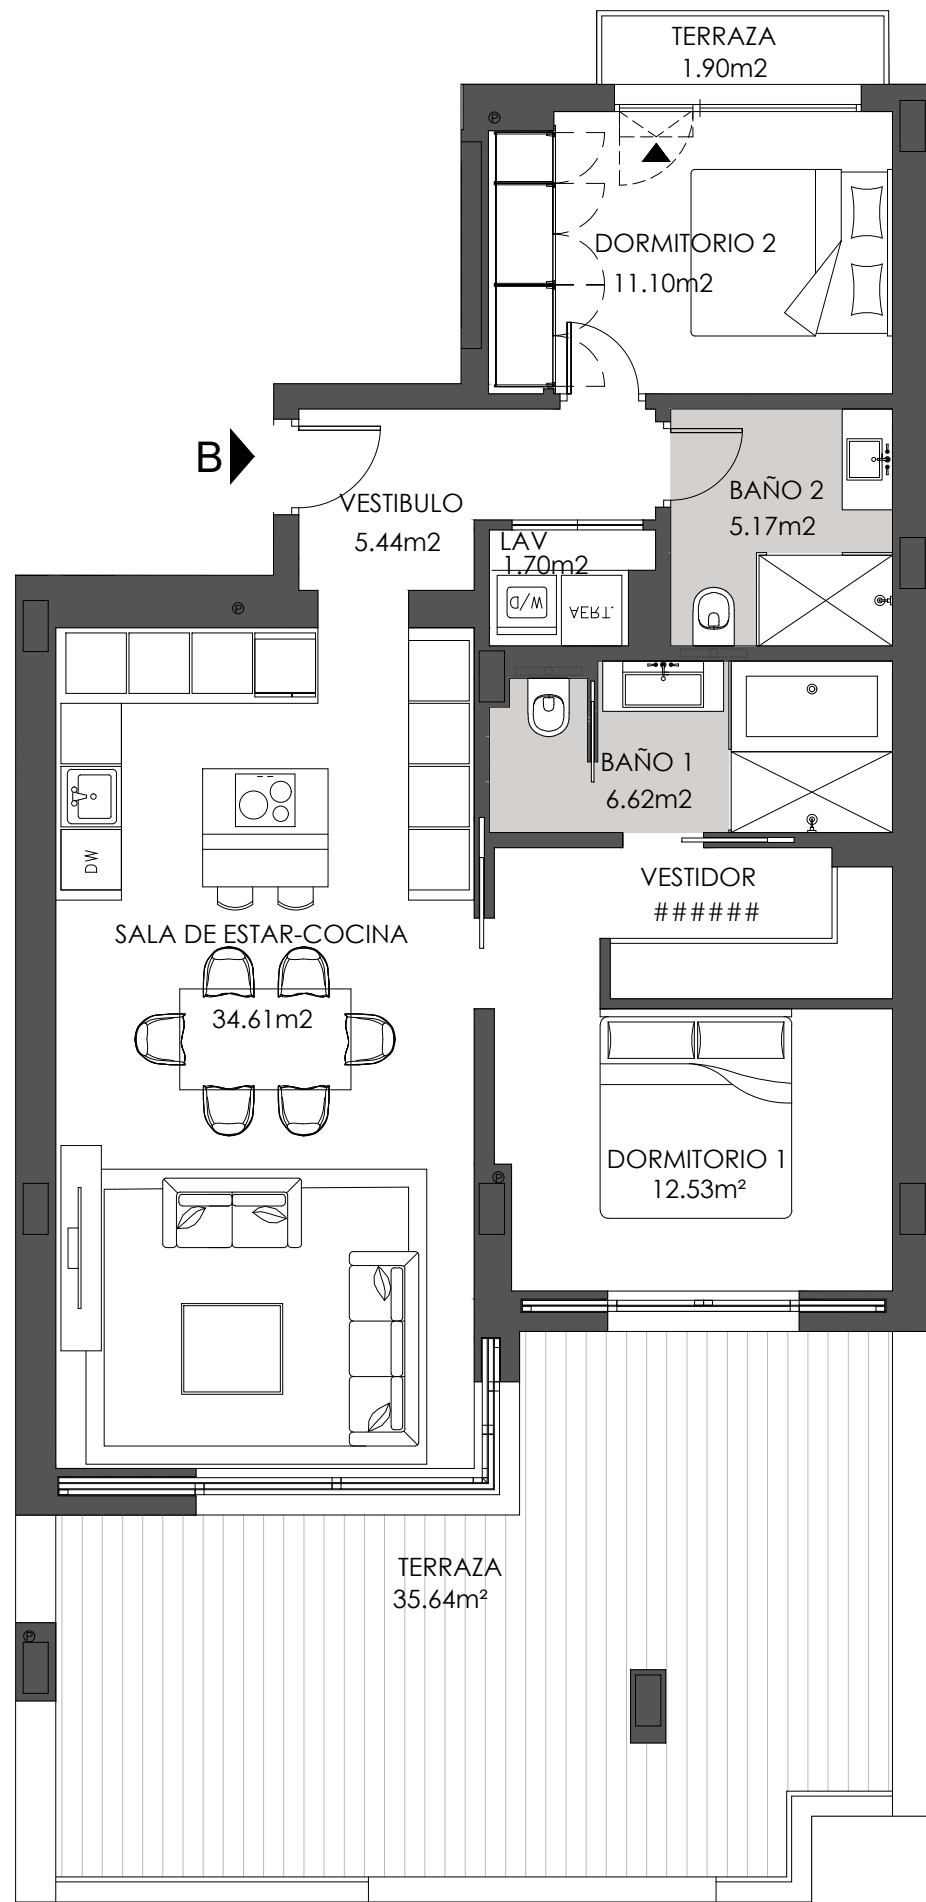 TERRAZA
1.90m2
P
DORMITORIO 2
11.10m2
B
VESTIBULO
5.44m2
BAÑO 2
5.17m2
LAV
1.70m2
W/D
AERT.
P
BAÑO 1
6.62m2
DW
VESTIDOR
######
SALA DE ESTAR-COCINA
34.61m2
DORMITORIO 1
12.53m²
P
TERRAZA
35.64m²
P